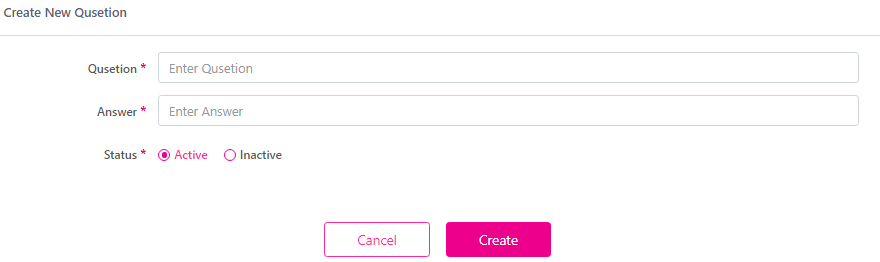 Create New Qusetion
Qusetion * Enter Qusetion
Answer * Enter Answer
Status * Active Inactive
Cancel Create